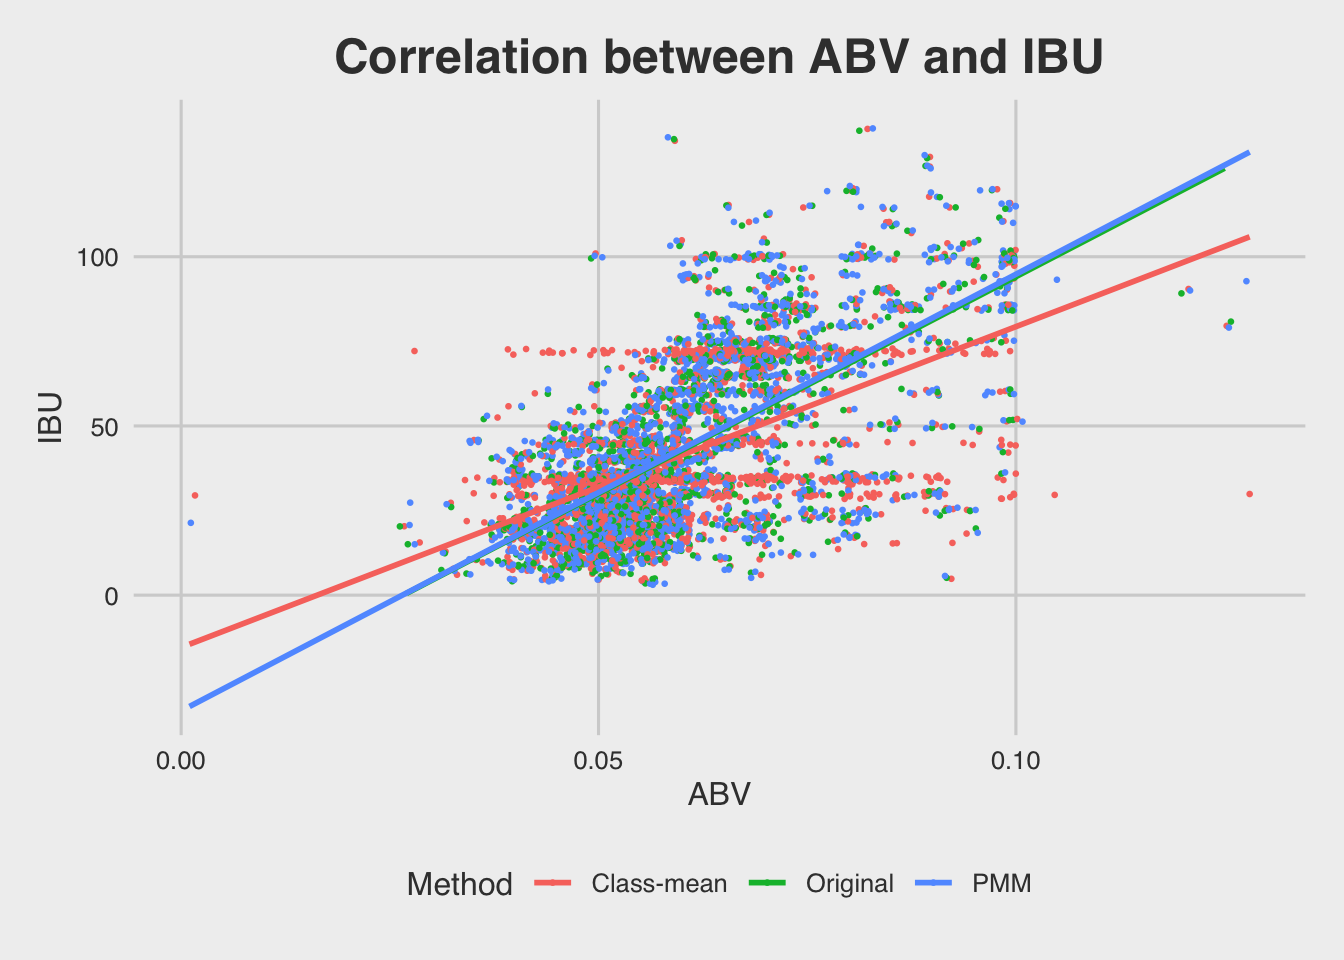 Correlation between ABV and IBU
IBU
100
50
0
0.00
0.05
0.10
ABV
Method
Class-mean
Original
PMM